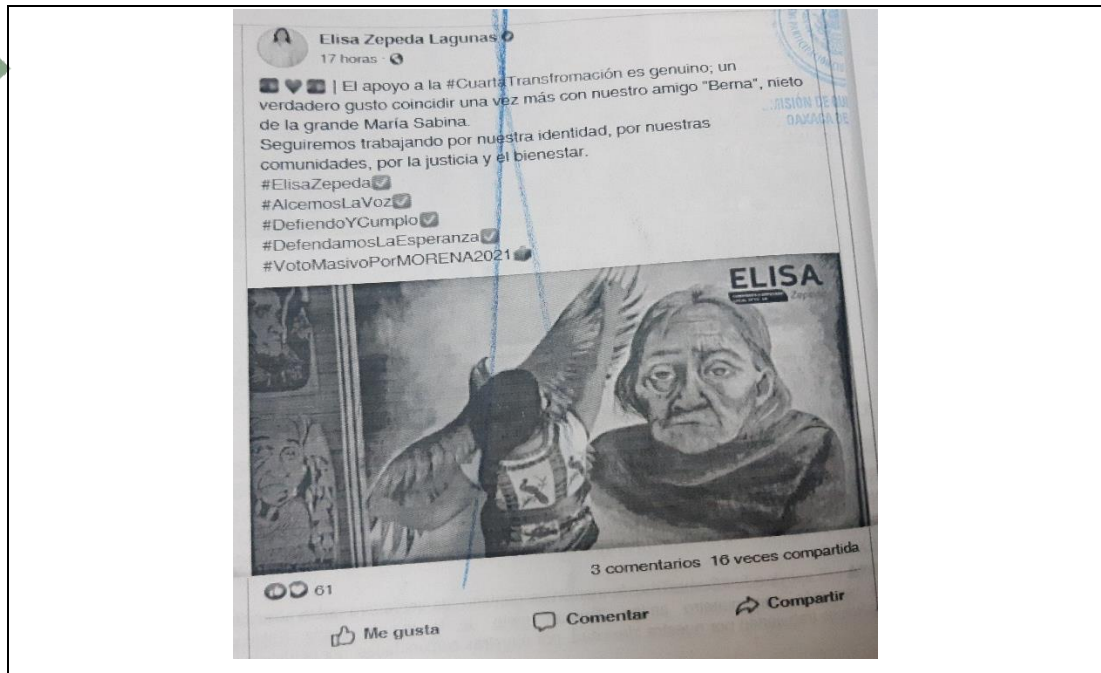 Elisa Zepeda Lagunas
17 horas ·
| El apoyo a la #CuartaTransfromación es genuino; un
verdadero gusto coincidir una vez más con nuestro amigo "Berna", nieto
de la grande María Sabina.
Seguiremos trabajando por nuestra identidad, por nuestras
comunidades, por la justicia y el bienestar.
#ElisaZepeda☑
#AlcemosLaVoz☑
#DefiendoYCumplo☑
#DefendamosLaEsperanza☑
#VotoMasivoPorMORENA2021
ELISA
Zepeda
OAXACA DE
61
3 comentarios 16 veces compartida
Me gusta
Comentar
Compartir